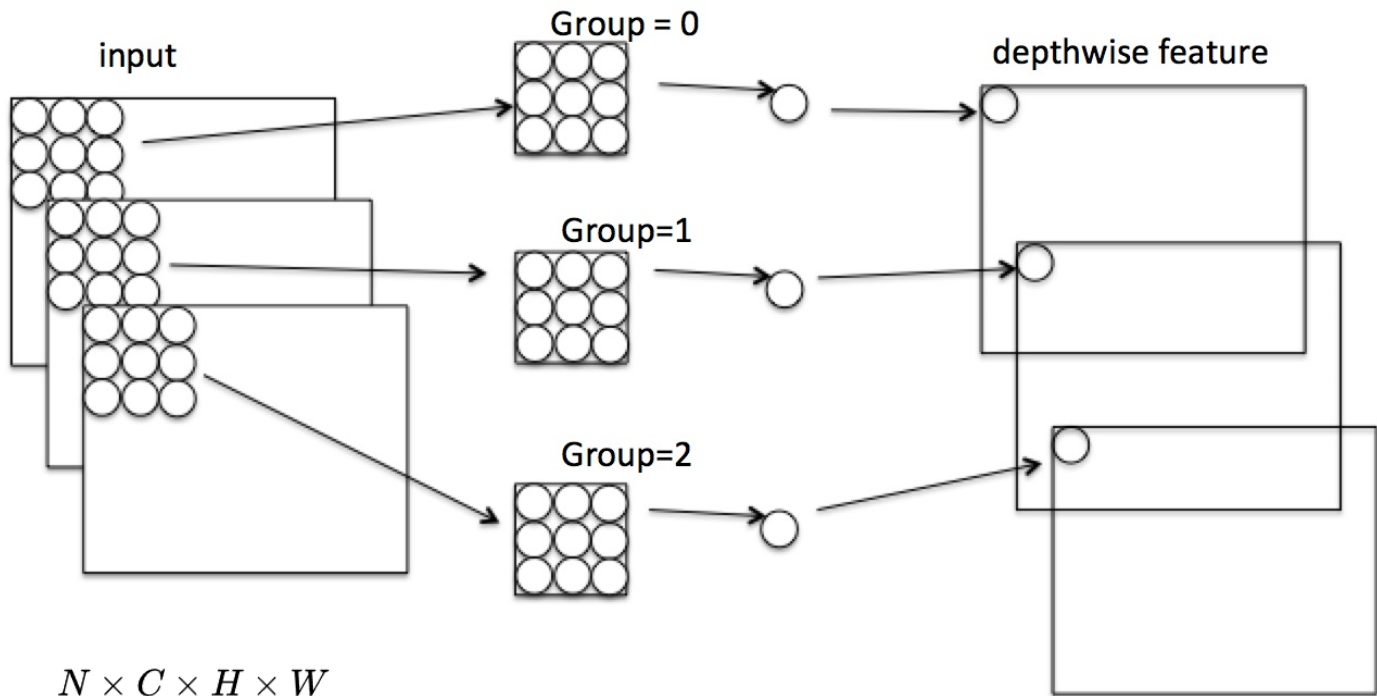 input
Group = 0
depthwise feature
Group=1
Group=2
N × C × H × W